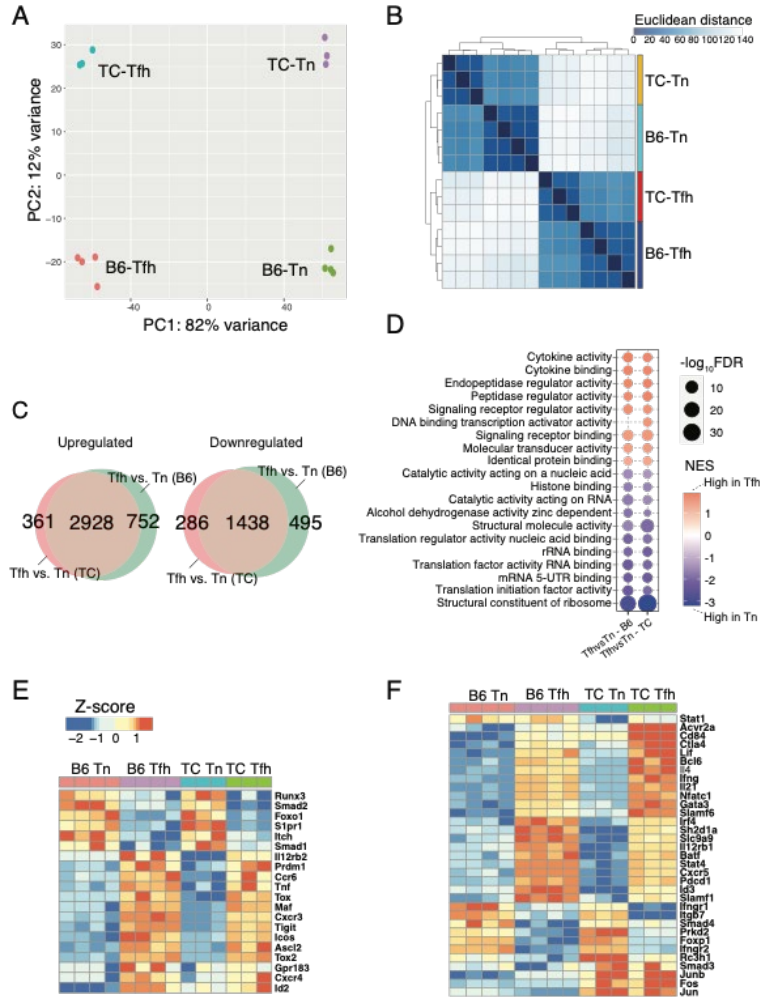 A
30
20
10
0
−10
−20
PC2: 12% variance
TC-Tfh
TC-Tn
B6-Tfh
B6-Tn
-40
0
40
PC1: 82% variance
B
Euclidean distance
0 20 40 60 80 100 120 140
TC-Tn
B6-Tn
TC-Tfh
B6-Tfh
C
Upregulated
Downregulated
Tfh vs. Tn (B6)
Tfh vs. Tn (B6)
361 2928 752
286 1438 495
Tfh vs. Tn (TC)
Tfh vs. Tn (TC)
D
Cytokine activity
Cytokine binding
Endopeptidase regulator activity
Peptidase regulator activity
Signaling receptor regulator activity
DNA binding transcription activator activity
Signaling receptor binding
Molecular transducer activity
Identical protein binding
Catalytic activity acting on a nucleic acid
Histone binding
Catalytic activity acting on RNA
Alcohol dehydrogenase activity zinc dependent
Structural molecule activity
Translation regulator activity nucleic acid binding
rRNA binding
Translation factor activity RNA binding
mRNA 5-UTR binding
Translation initiation factor activity
Structural constituent of ribosome
TfhvsTn - B6
TfhvsTn - TC
-log10FDR
10
20
30
NES
High in Tfh
1
0
-1
-2
-3
High in Tn
E
Z-score
−2 −1 0 1
B6 Tn B6 Tfh TC Tn TC Tfh
Runx3
Smad2
Foxo1
S1pr1
Itch
Smad1
Il12rb2
Prdm1
Ccr6
Tnf
Tox
Maf
Cxcr3
Tigit
Icos
Ascl2
Tox2
Gpr183
Cxcr4
Id2
F
B6 Tn B6 Tfh TC Tn TC Tfh
Stat1
Acvr2a
Cd84
Ctla4
Lif
Bcl6
Il4
Ifng
Il21
Nfatc1
Gata3
Slamf6
Irf4
Sh2d1a
Slc9a9
Il12rb1
Batf
Stat4
Cxcr5
Pdcd1
Id3
Slamf1
Ifngr1
Itgb7
Smad4
Prkd2
Foxp1
Ifngr2
Rc3h1
Smad3
Junb
Fos
Jun